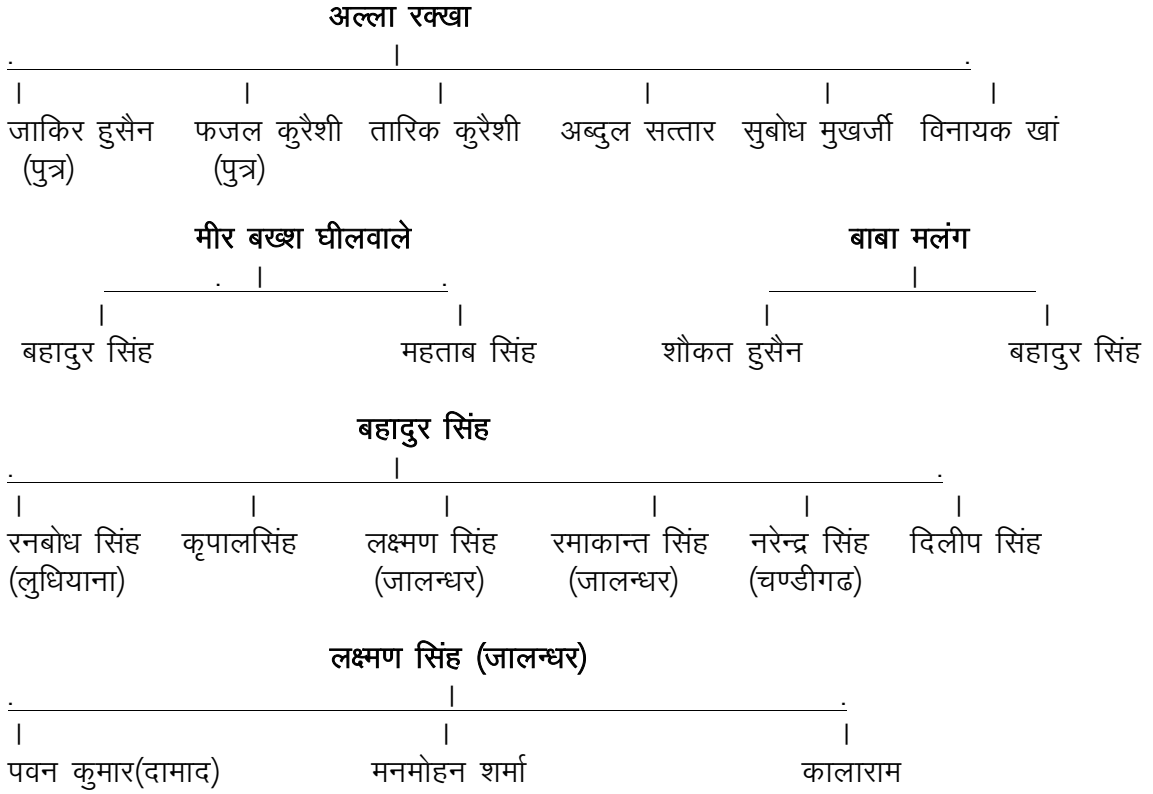 अल्ला रक्खा
जाकिर हुसैन फजल कुरैशी तारिक कुरैशी अब्दुल सत्तार सुबोध मुखर्जी विनायक खां
(पुत्र) (पुत्र)
मीर बख्श घीलवाले बाबा मलंग
बहादुर सिंह महताब सिंह शौकत हुसैन बहादुर सिंह
बहादुर सिंह
रनबोध सिंह कृपालसिंह लक्ष्मण सिंह रमाकान्त सिंह नरेन्द्र सिंह दिलीप सिंह
(लुधियाना) (जालन्धर) (जालन्धर) (चण्डीगढ)
लक्ष्मण सिंह (जालन्धर)
पवन कुमार(दामाद) मनमोहन शर्मा कालाराम